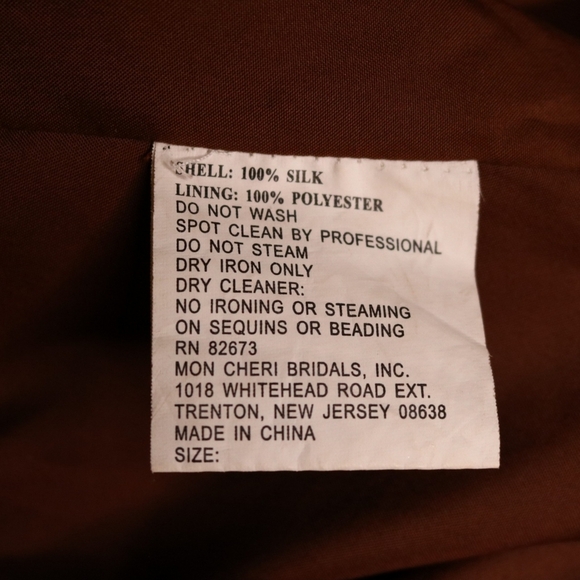 SHELL: 100% SILK
LINING: 100% POLYESTER
DO NOT WASH
SPOT CLEAN BY PROFESSIONAL
DO NOT STEAM
DRY IRON ONLY
DRY CLEANER:
NO IRONING OR STEAMING
ON SEQUINS OR BEADING
RN 82673
MON CHERI BRIDALS, INC.
1018 WHITEHEAD ROAD EXT.
TRENTON, NEW JERSEY 08638
MADE IN CHINA
SIZE: